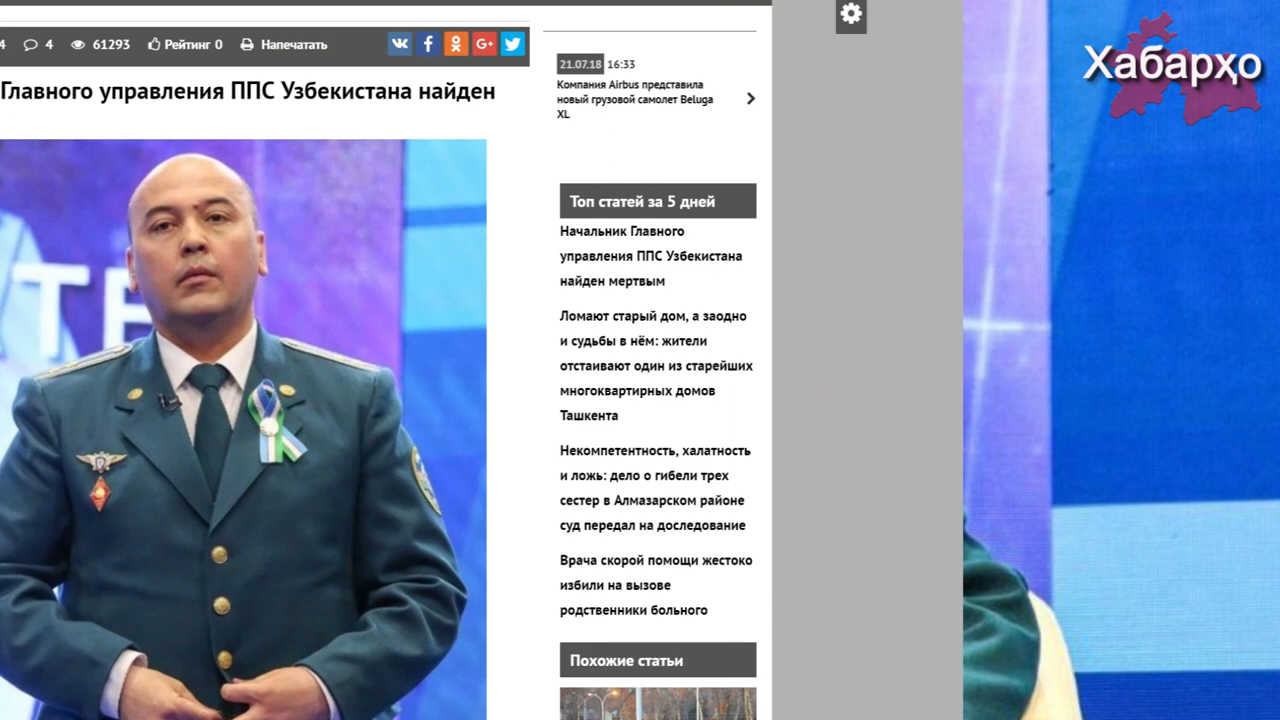 4 4 61293 Рейтинг 0 Напечатать
Главного управления ППС Узбекистана найден
21.07.18 16:33
Компания Airbus представила
новый грузовой самолет Beluga
XL
Топ статей за 5 дней
Начальник Главного
управления ППС Узбекистана
найден мертвым
Ломают старый дом, а заодно
и судьбы в нём: жители
отстаивают один из старейших
многоквартирных домов
Ташкента
Некомпетентность, халатность
и ложь: дело о гибели трех
сестер в Алмазарском районе
суд передал на доследование
Врача скорой помощи жестоко
избили на вызове
родственники больного
Похожие статьи
Хабарҳо